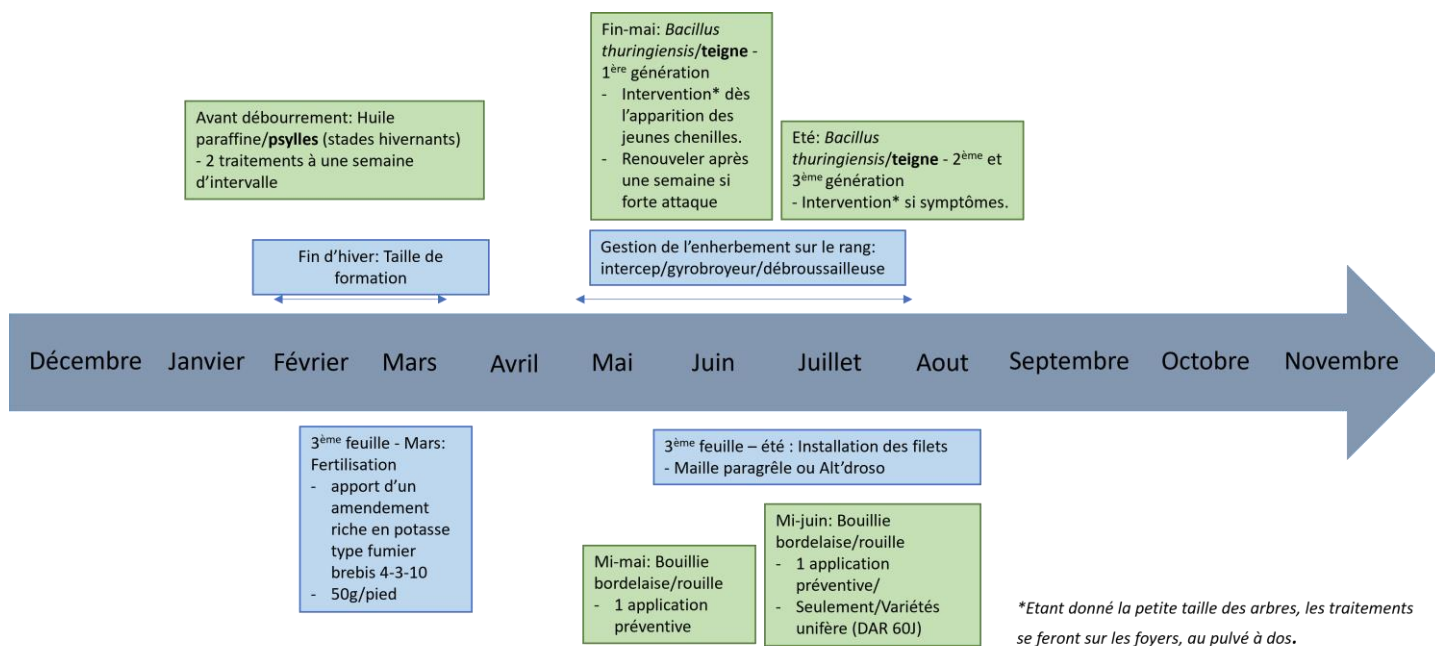 Fin-mai: Bacillus
thuringiensis/teigne -
1ère génération
- Intervention* dès
l’apparition des
jeunes chenilles.
- Renouveler après
une semaine si
forte attaque
Avant débourrement: Huile
paraffine/psylles (stades hivernants)
- 2 traitements à une semaine
d’intervalle
Eté: Bacillus
thuringiensis/teigne - 2ème et
3ème génération
- Intervention* si symptômes.
Fin d’hiver: Taille de
formation
Gestion de l’enherbement sur le rang:
intercep/gyrobroyeur/débroussailleuse
Décembre Janvier Février Mars Avril Mai Juin Juillet Aout Septembre Octobre Novembre
3ème feuille - Mars:
Fertilisation
- apport d’un
amendement
riche en potasse
type fumier
brebis 4-3-10
- 50g/pied
3ème feuille – été : Installation des filets
- Maille paragrêle ou Alt’droso
Mi-mai: Bouillie
bordelaise/rouille
- 1 application
préventive
Mi-juin: Bouillie
bordelaise/rouille
- 1 application
préventive/
- Seulement/Variétés
unifère (DAR 60J)
*Etant donné la petite taille des arbres, les traitements
se feront sur les foyers, au pulvé à dos.